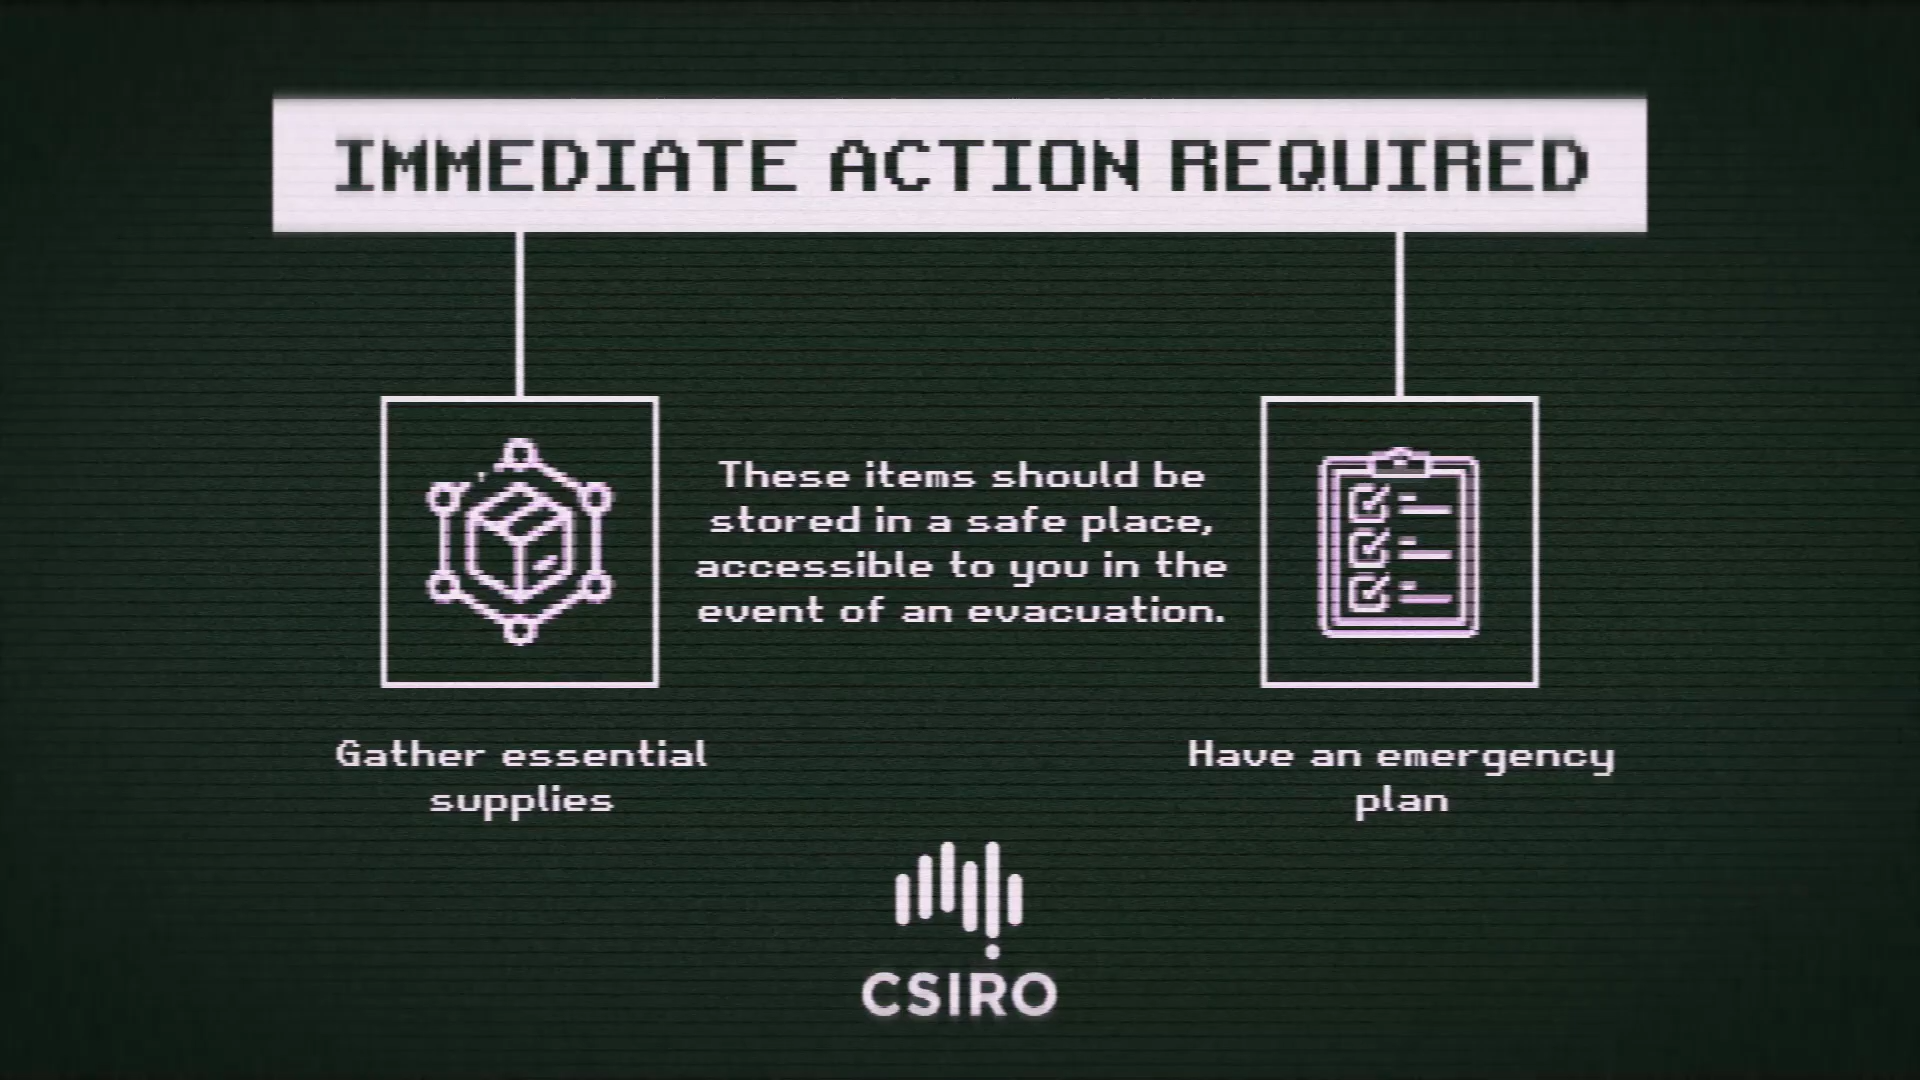 IMMEDIATE ACTION REQUIRED
These items should be
stored in a safe place,
accessible to you in the
event of an evacuation.
Gather essential
supplies
Have an emergency
plan
CSIRO